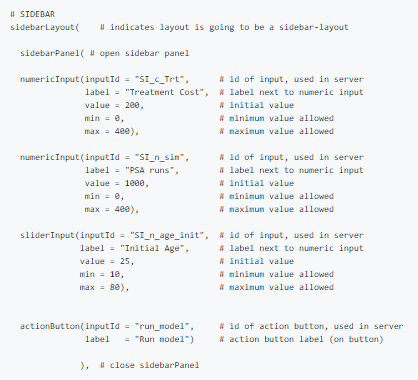 # SIDEBAR
sidebarLayout( # indicates layout is going to be a sidebar-layout
sidebarPanel( # open sidebar panel
numericInput(inputId = "SI_c_Trt", # id of input, used in server
label = "Treatment Cost", # label next to numeric input
value = 200, # initial value
min = 0, # minimum value allowed
max = 400), # maximum value allowed
numericInput(inputId = "SI_n_sim", # id of input, used in server
label = "PSA runs", # label next to numeric input
value = 1000, # initial value
min = 0, # minimum value allowed
max = 400), # maximum value allowed
sliderInput(inputId = "SI_n_age_init", # id of input, used in server
label = "Initial Age", # label next to numeric input
value = 25, # initial value
min = 10, # minimum value allowed
max = 80), # maximum value allowed
actionButton(inputId = "run_model", # id of action button, used in server
label = "Run model") # action button label (on button)
), # close sidebarPanel